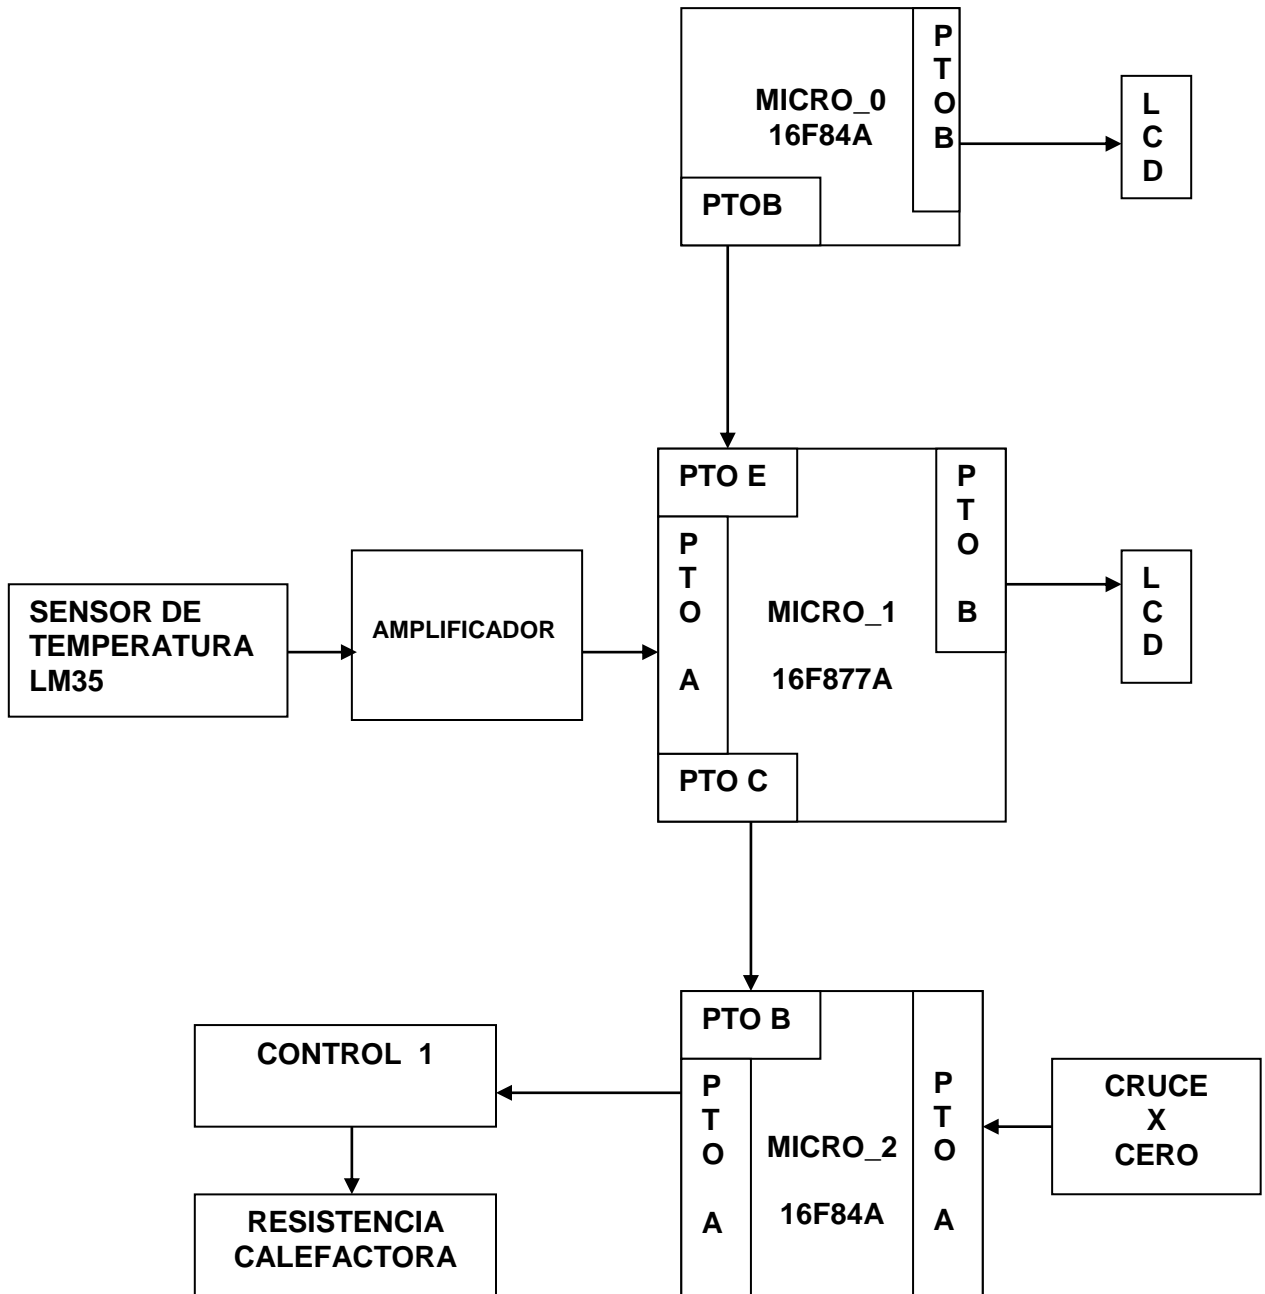 MICRO_0
16F84A
P
T
O
B
PTOB
L
C
D
PTO E
P
T
O
B
P
T
O
A
MICRO_1
16F877A
PTO C
L
C
D
SENSOR DE
TEMPERATURA
LM35
AMPLIFICADOR
PTO B
P
T
O
A
MICRO_2
16F84A
P
T
O
A
CONTROL 1
RESISTENCIA
CALEFACTORA
CRUCE
X
CERO